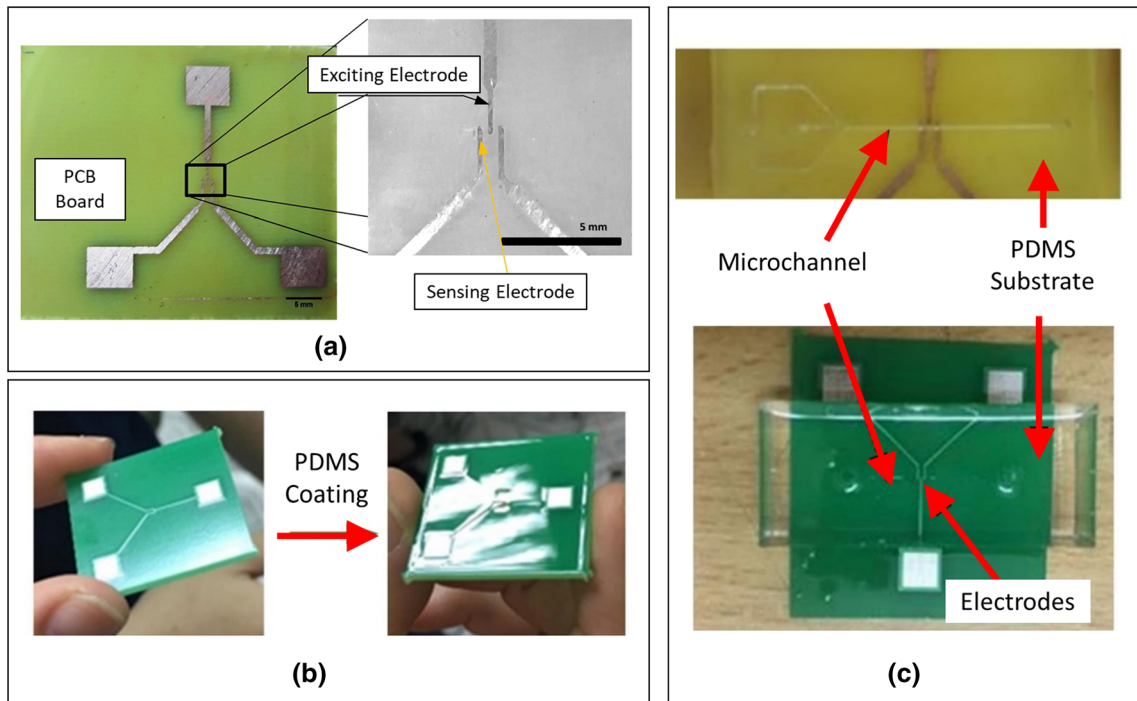 Exciting Electrode
PCB
Board
5 mm
5 mm
Sensing Electrode
(a)
PDMS
Coating
(b)
Microchannel
PDMS
Substrate
Electrodes
(c)